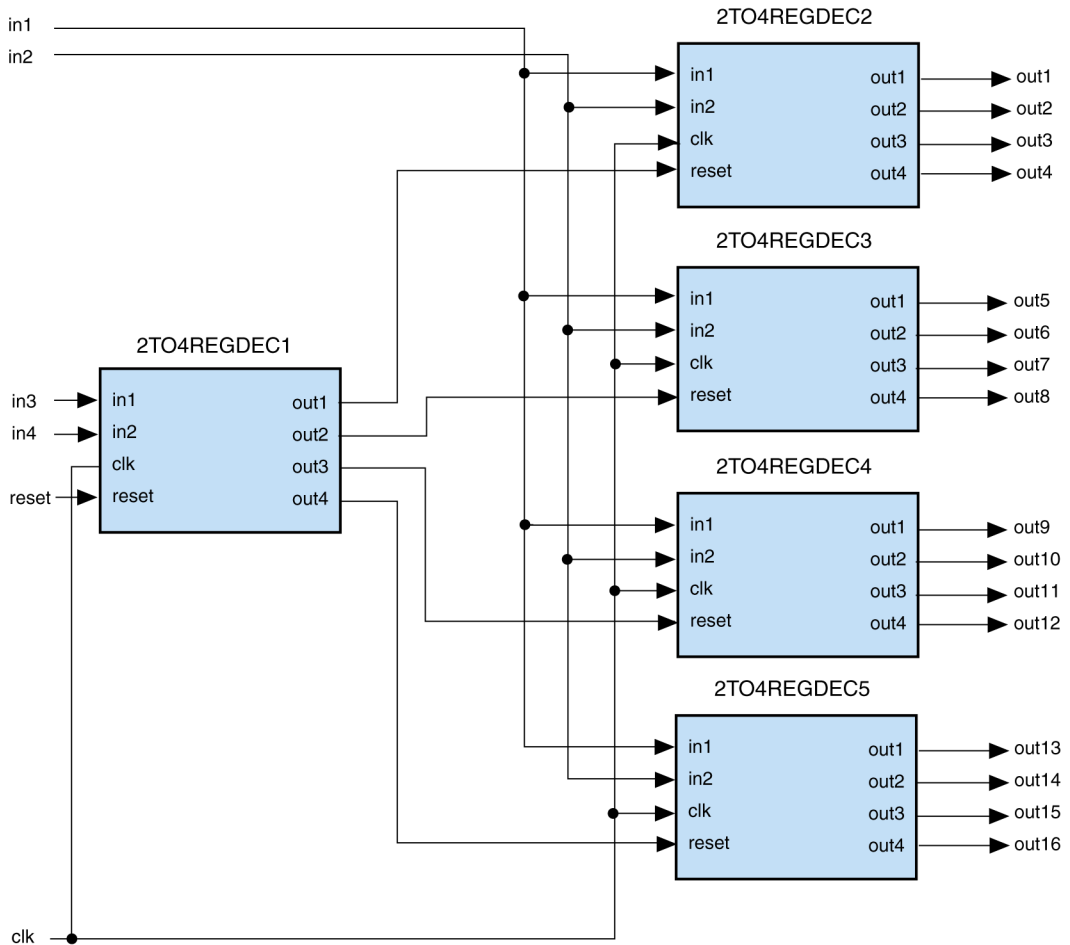 in1
in2
2TO4REGDEC2
in1
in2
clk
reset
out1
out2
out3
out4
out1
out2
out3
out4
2TO4REGDEC3
in1
in2
clk
reset
out1
out2
out3
out4
out5
out6
out7
out8
2TO4REGDEC1
in3
in4
reset
in1
in2
clk
reset
out1
out2
out3
out4
2TO4REGDEC4
in1
in2
clk
reset
out1
out2
out3
out4
out9
out10
out11
out12
2TO4REGDEC5
in1
in2
clk
reset
out1
out2
out3
out4
out13
out14
out15
out16
clk